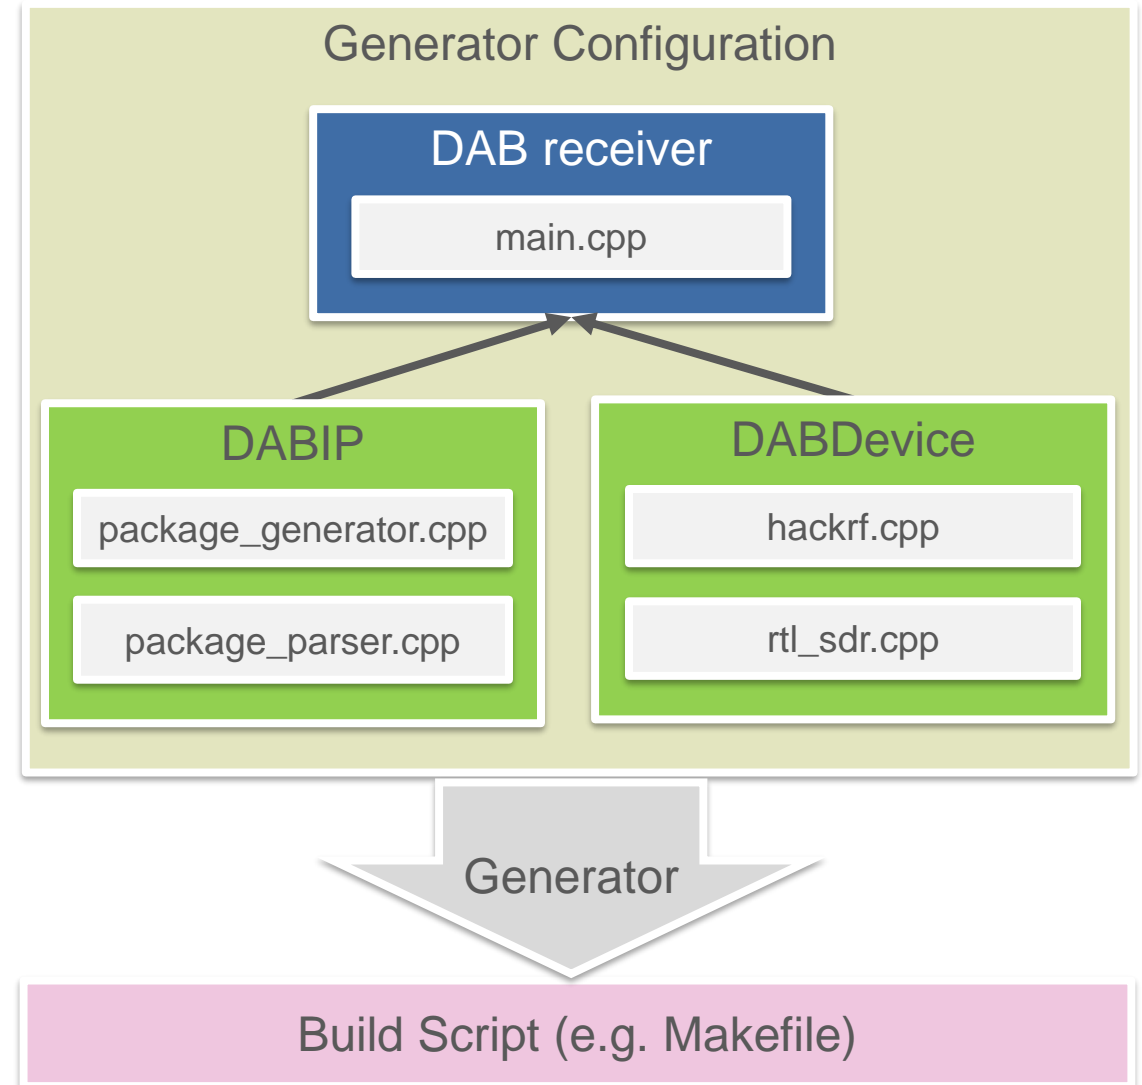 Generator Configuration
DAB receiver
main.cpp
DABIP
package_generator.cpp
package_parser.cpp
DABDevice
hackrf.cpp
rtl_sdr.cpp
Generator
Build Script (e.g. Makefile)